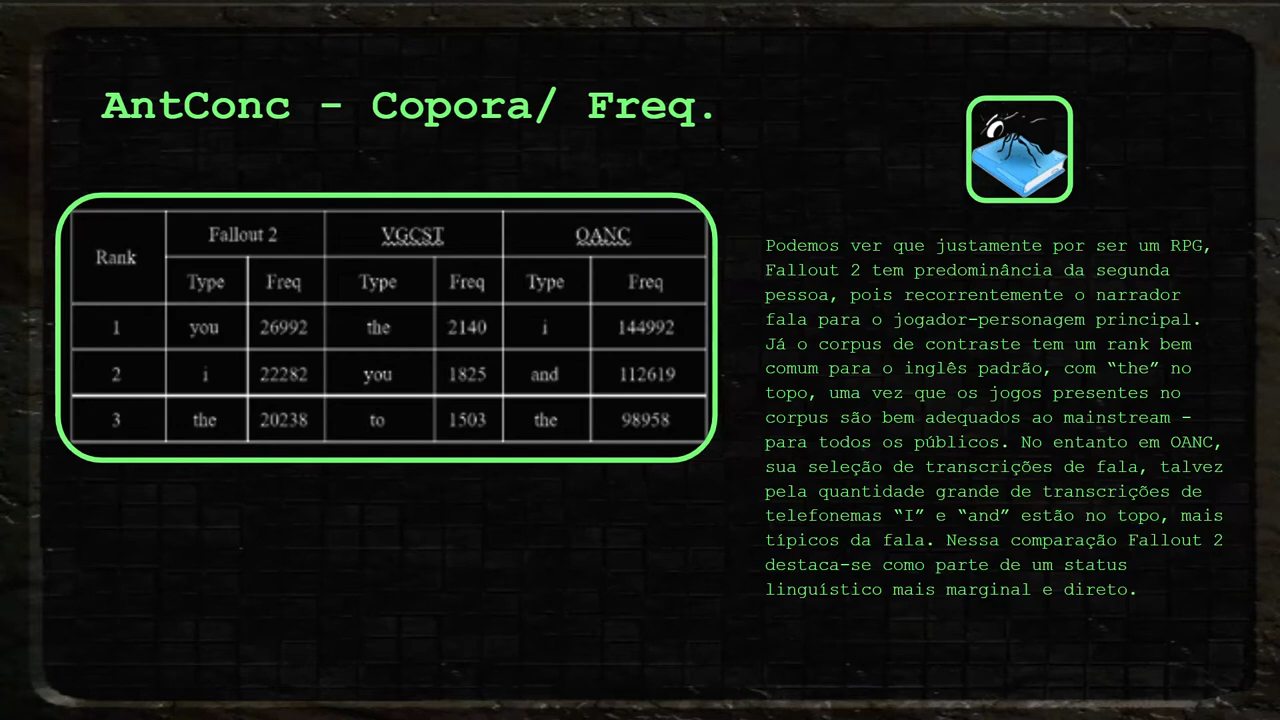 AntConc - Copora/ Freq.
Rank Fallout 2 VGCST OANC
Type Freq Type Freq Type Freq
1 you 26992 the 2140 i 144992
2 i 22282 you 1825 and 112619
3 the 20238 to 1503 the 98958
Podemos ver que justamente por ser um RPG,
Fallout 2 tem predominância da segunda
pessoa, pois recorrentemente o narrador
fala para o jogador-personagem principal.
Já o corpus de contraste tem um rank bem
comum para o inglês padrão, com “the” no
topo, uma vez que os jogos presentes no
corpus são bem adequados ao mainstream -
para todos os públicos. No entanto em OANC,
sua seleção de transcrições de fala, talvez
pela quantidade grande de transcrições de
telefonemas “I” e “and” estão no topo, mais
típicos da fala. Nessa comparação Fallout 2
destaca-se como parte de um status
linguístico mais marginal e direto.